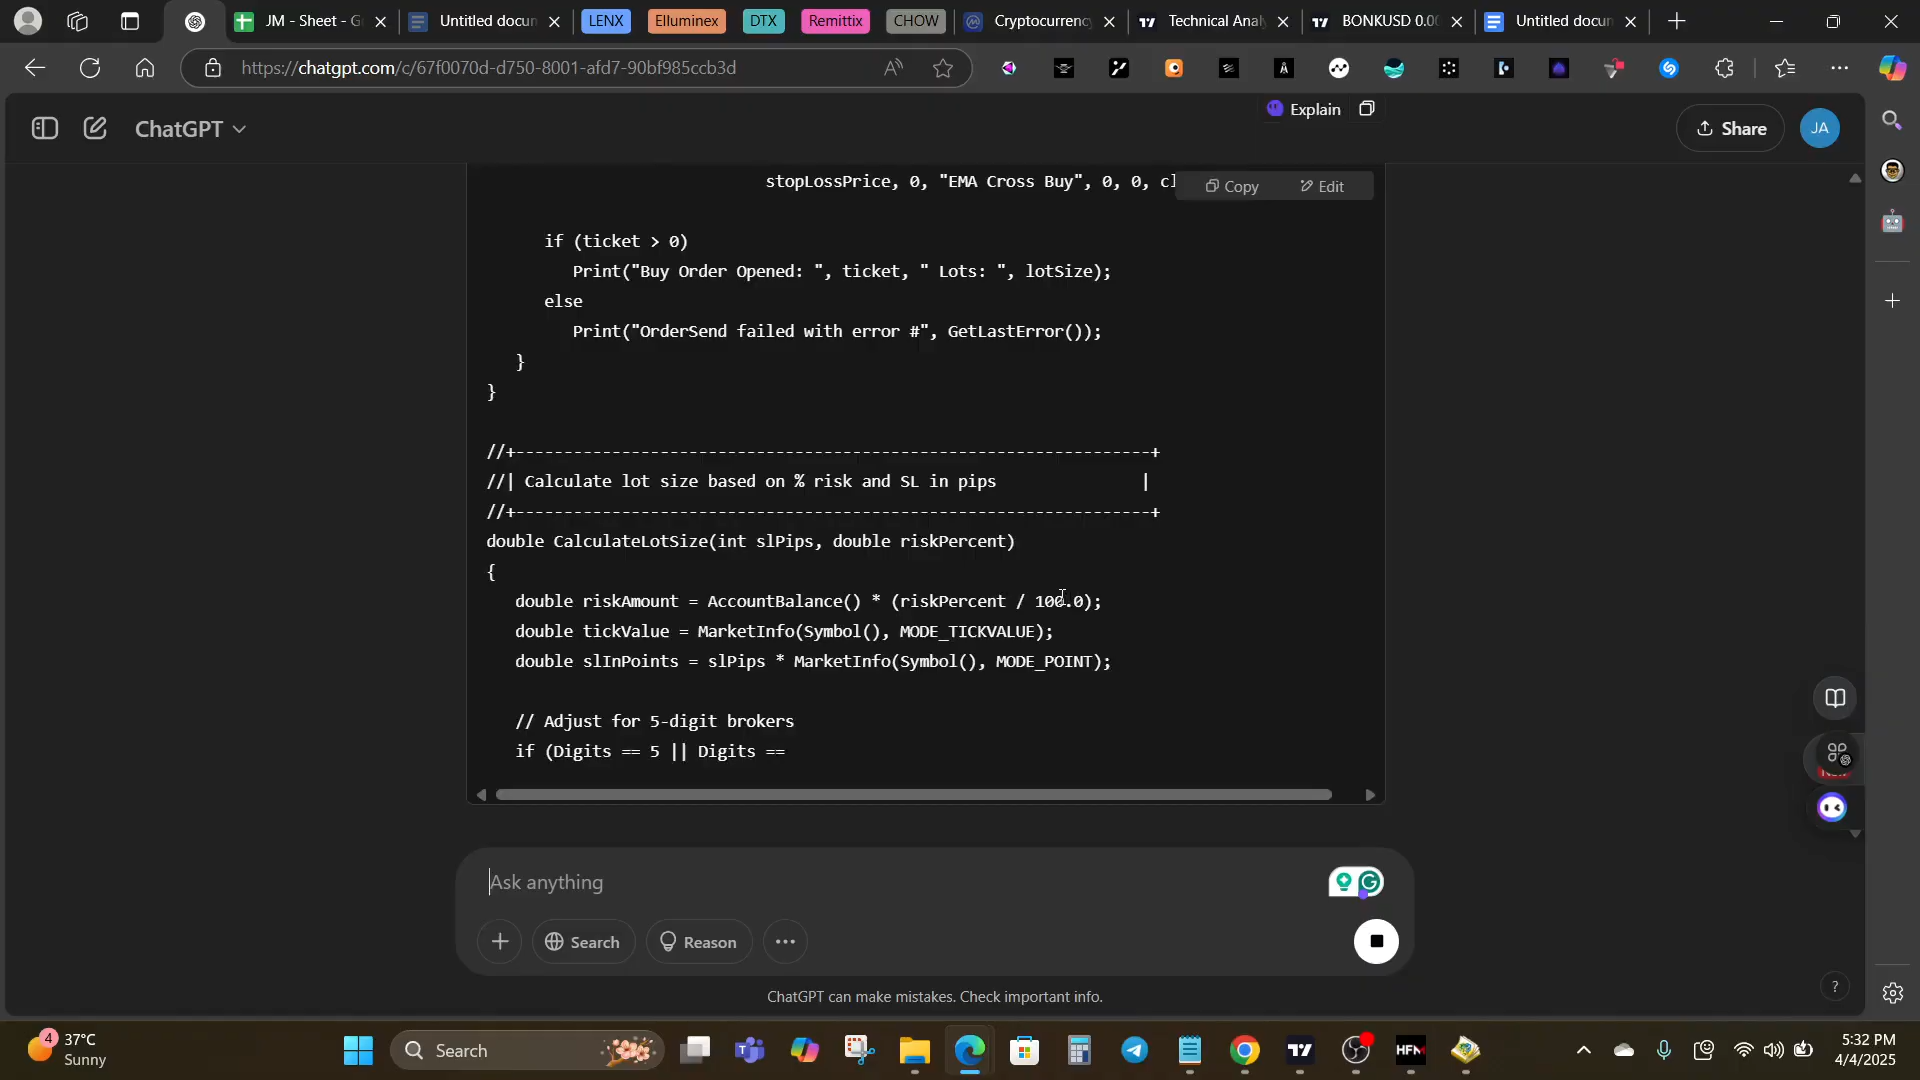 JM - Sheet - G
Untitled docun
LENX
Elluminex
DTX
Remittix
CHOW
Cryptocurrency
Technical Anal
BONKUSD 0.00
Untitled docun
https://chatgpt.com/c/67f0070d-d750-8001-afd7-90bf985ccb3d
ChatGPT
Explain
Share
JA
stopLossPrice, 0, "EMA Cross Buy", 0, 0, cl
Copy
Edit
if (ticket > 0)
Print("Buy Order Opened: ", ticket, " Lots: ", lotSize);
else
Print("OrderSend failed with error #", GetLastError());
}
}
//+------------------------------------------------------------------+
//| Calculate lot size based on % risk and SL in pips |
//+------------------------------------------------------------------+
double CalculateLotSize(int slPips, double riskPercent)
{
double riskAmount = AccountBalance() * (riskPercent / 100.0);
double tickValue = MarketInfo(Symbol(), MODE_TICKVALUE);
double slInPoints = slPips * MarketInfo(Symbol(), MODE_POINT);
// Adjust for 5-digit brokers
if (Digits == 5 || Digits ==
Ask anything
Search
Reason
ChatGPT can make mistakes. Check important info.
?
4
37°C
Sunny
Search
HFM
5:32 PM
4/4/2025